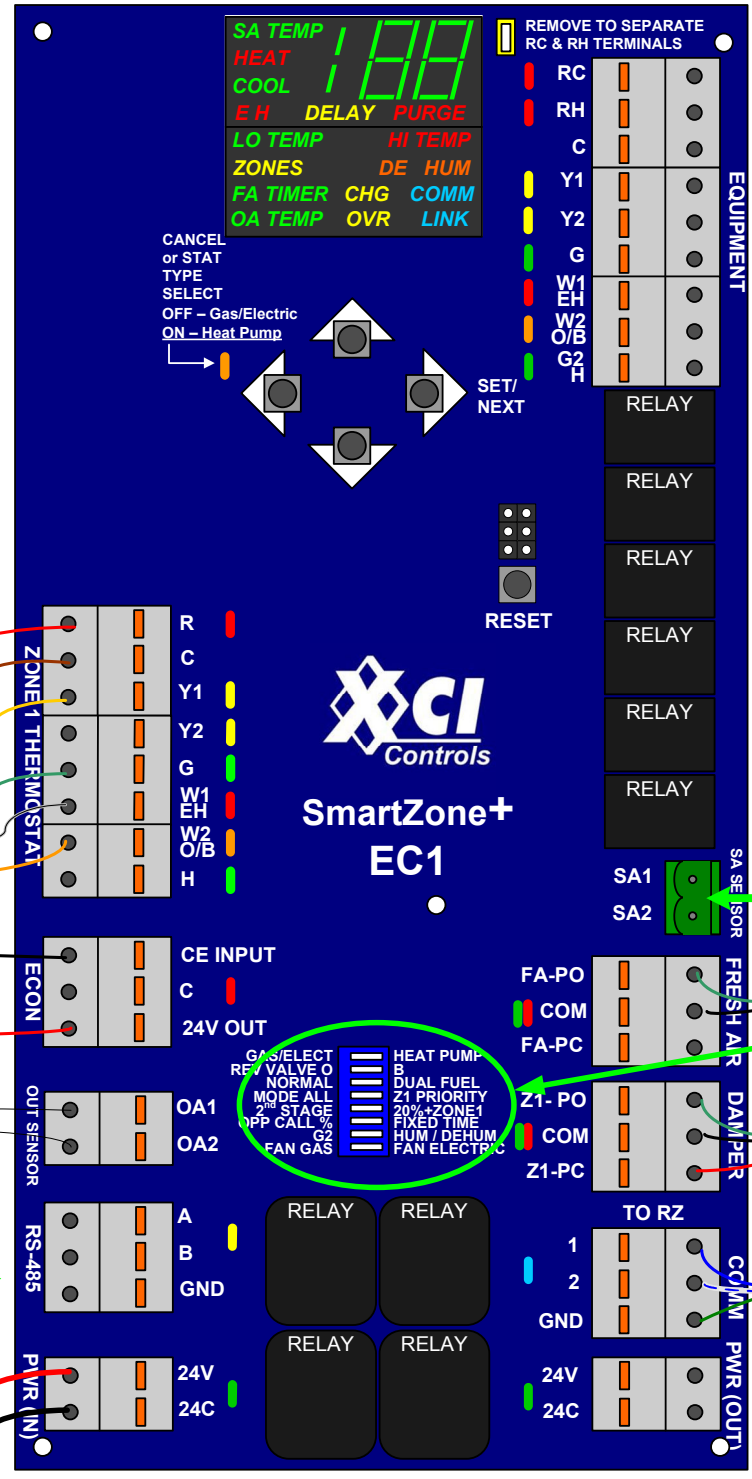 SA TEMP
188
HEAT
COOL
E H DELAY PURGE
LO TEMP HI TEMP
ZONES DE HUM
FA TIMER CHG COMM
OA TEMP OVR LINK
REMOVE TO SEPARATE
RC & RH TERMINALS
RC
RH
C
Y1
Y2
G
W1
EH
W2
O/B
G2
H
EQUIPMENT
CANCEL
or STAT
TYPE
SELECT
OFF – Gas/Electric
ON – Heat Pump
SET/
NEXT
RELAY
RELAY
RELAY
RELAY
RELAY
RELAY
RESET
ZONE 1 THERMOSTAT
R
C
Y1
Y2
G
W1
EH
W2
O/B
H
XCI
Controls
SmartZone+
EC1
SA1
SA2
SA SENSOR
ECON
CE INPUT
C
24V OUT
FA-PO
COM
FA-PC
FRESH AIR
GAS/ELECT HEAT PUMP
REV VALVE O B
NORMAL DUAL FUEL
MODE ALL Z1 PRIORITY
2nd STAGE 20%+ZONE1
OPP CALL % FIXED TIME
G2 HUM / DEHUM
FAN GAS FAN ELECTRIC
OUT SENSOR
OA1
OA2
Z1- PO
COM
Z1-PC
DAMPER
RS-485
A
B
GND
RELAY RELAY
TO RZ
1
2
GND
COMM
PWR (IN)
24V
24C
RELAY RELAY
24V
24C
PWR (OUT)